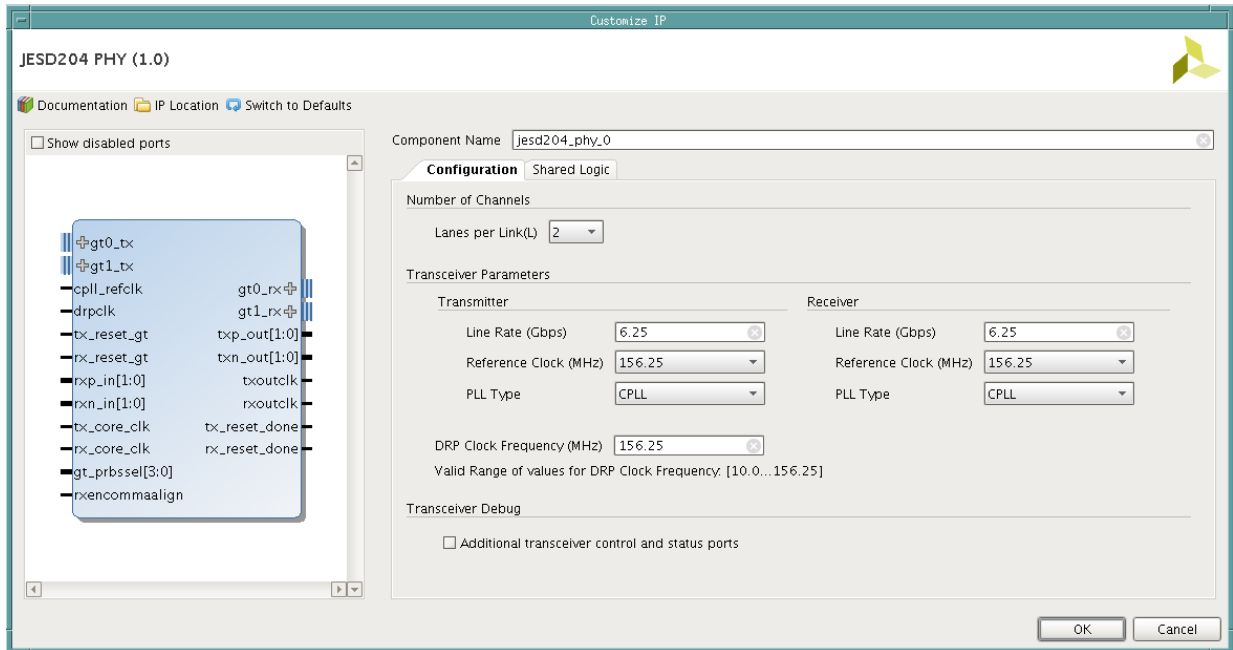 Customize IP
JESD204 PHY (1.0)
Documentation IP Location Switch to Defaults
Show disabled ports
gt0_tx
gt1_tx
cpll_refclk
drpclk
tx_reset_gt
rx_reset_gt
rxp_in[1:0]
rxn_in[1:0]
tx_core_clk
rx_core_clk
gt_prbssel[3:0]
rxencommaalign
gt0_rx
gt1_rx
txp_out[1:0]
txn_out[1:0]
txoutclk
rxoutclk
tx_reset_done
rx_reset_done
Component Name jesd204_phy_0
Configuration Shared Logic
Number of Channels
Lanes per Link(L) 2
Transceiver Parameters
Transmitter
Line Rate (Gbps) 6.25
Reference Clock (MHz) 156.25
PLL Type CPLL
Receiver
Line Rate (Gbps) 6.25
Reference Clock (MHz) 156.25
PLL Type CPLL
DRP Clock Frequency (MHz) 156.25
Valid Range of values for DRP Clock Frequency: [10.0...156.25]
Transceiver Debug
Additional transceiver control and status ports
OK Cancel